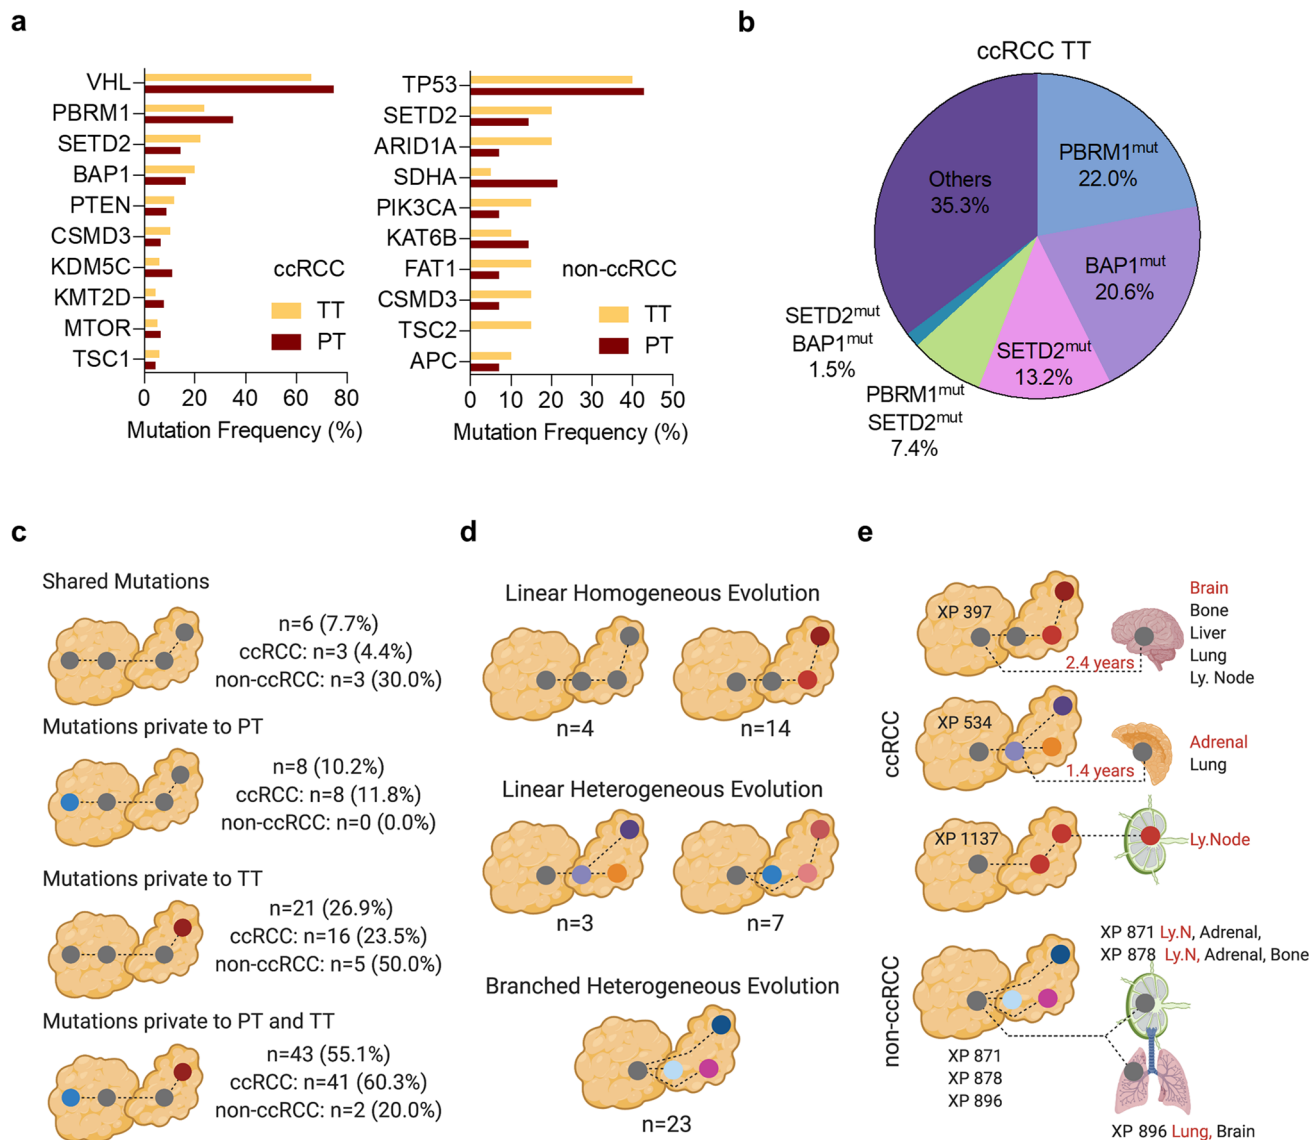 a
VHL
PBRM1
SETD2
BAP1
PTEN
CSMD3
KDM5C
KMT2D
MTOR
TSC1
ccRCC
TT
PT
0 20 40 60 80
Mutation Frequency (%)
TP53
SETD2
ARID1A
SDHA
PIK3CA
KAT6B
FAT1
CSMD3
TSC2
APC
non-ccRCC
TT
PT
0 10 20 30 40 50
Mutation Frequency (%)
b
ccRCC TT
PBRM1mut
22.0%
BAP1mut
20.6%
SETD2mut
13.2%
PBRM1mut
SETD2mut
7.4%
SETD2mut
BAP1mut
1.5%
Others
35.3%
c
Shared Mutations
n=6 (7.7%)
ccRCC: n=3 (4.4%)
non-ccRCC: n=3 (30.0%)
Mutations private to PT
n=8 (10.2%)
ccRCC: n=8 (11.8%)
non-ccRCC: n=0 (0.0%)
Mutations private to TT
n=21 (26.9%)
ccRCC: n=16 (23.5%)
non-ccRCC: n=5 (50.0%)
Mutations private to PT and TT
n=43 (55.1%)
ccRCC: n=41 (60.3%)
non-ccRCC: n=2 (20.0%)
d
Linear Homogeneous Evolution
n=4
n=14
Linear Heterogeneous Evolution
n=3
n=7
Branched Heterogeneous Evolution
n=23
e
ccRCC
XP 397
2.4 years
Brain
Bone
Liver
Lung
Ly. Node
XP 534
1.4 years
Adrenal
Lung
XP 1137
Ly.Node
non-ccRCC
XP 871
XP 878
XP 896
XP 871 Ly.N, Adrenal,
XP 878 Ly.N, Adrenal, Bone
XP 896 Lung, Brain